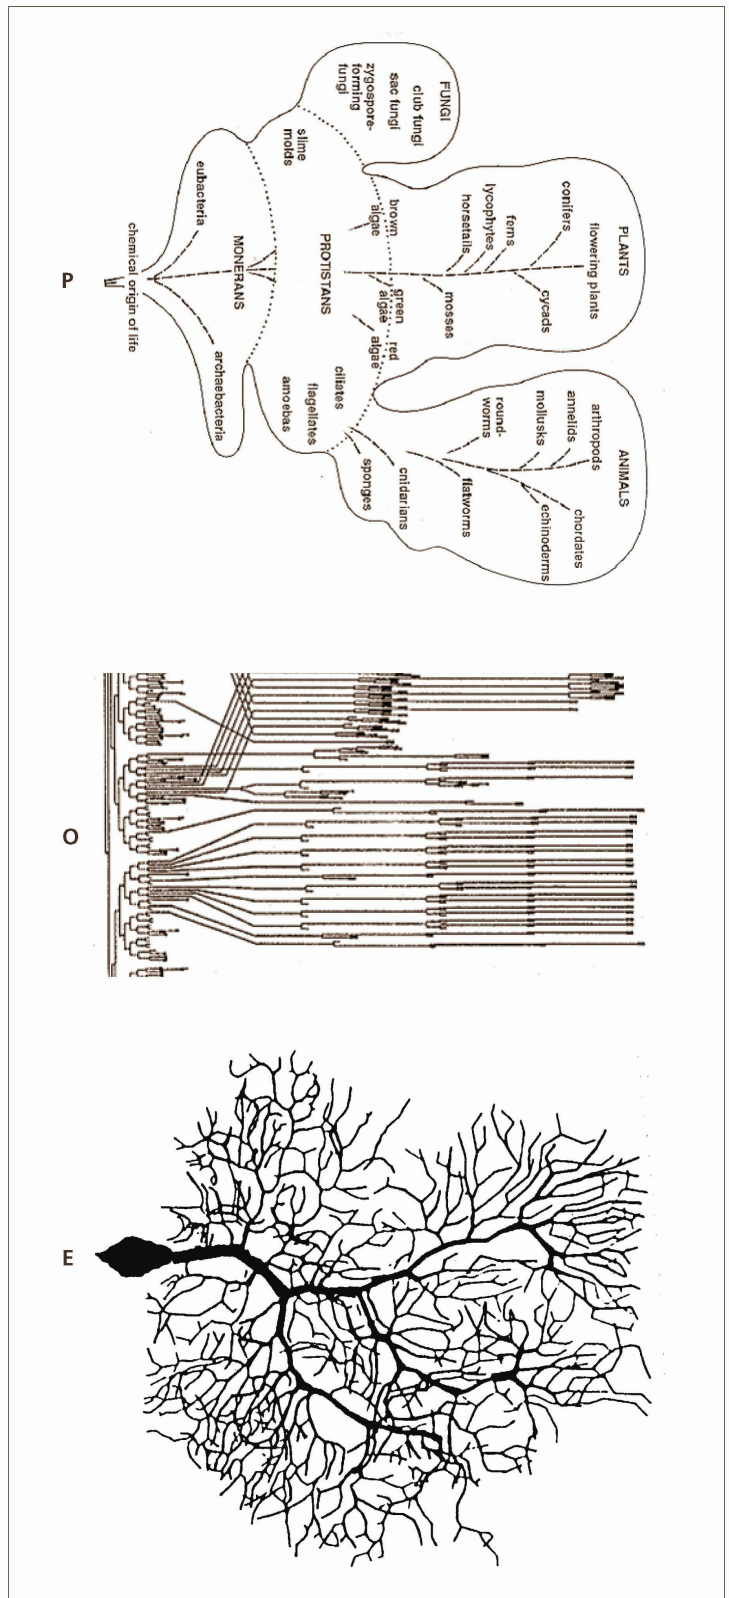 P
FUNGI
club fungi
sac fungi
zygospore-
forming
fungi
slime
molds
PLANTS
flowering plants
conifers
cycads
ferns
lycophytes
horsetails
mosses
brown
algae
green
algae
red
algae
PROTISTANS
ciliates
flagellates
amoebas
ANIMALS
arthropods
annelids
mollusks
round-
worms
chordates
echinoderms
flatworms
cnidarians
sponges
MONERANS
eubacteria
archaebacteria
chemical origin of life
O
E